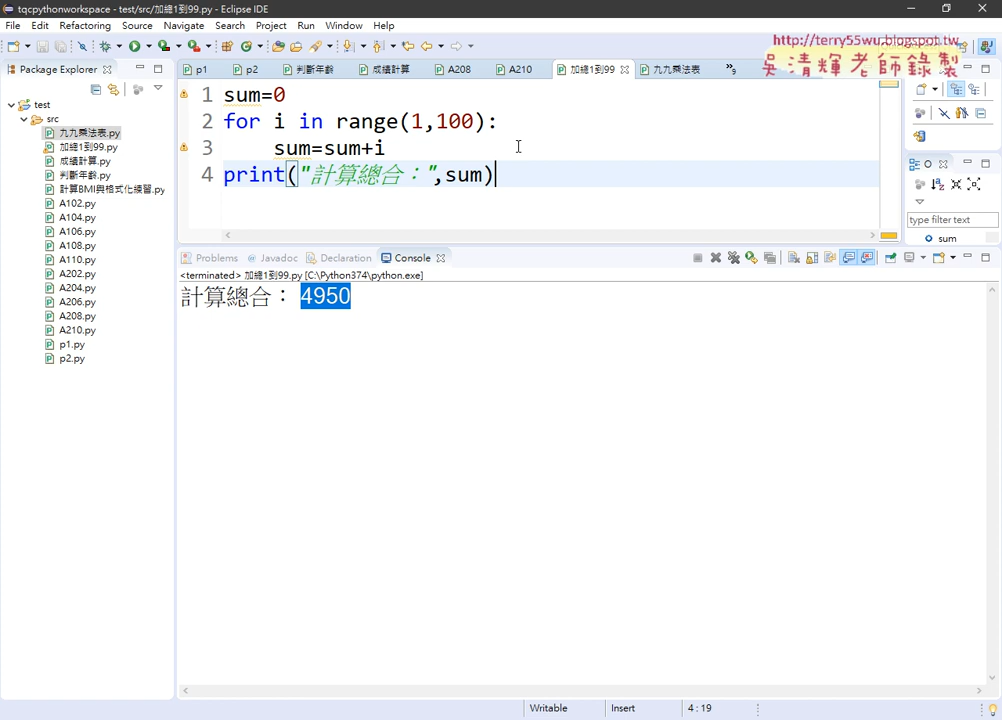 tqcpythonworkspace - test/src/加總1到99.py - Eclipse IDE
File Edit Source Refactoring Navigate Search Project Run Window Help
http://terry55wu.blogspot.tw
吳清輝老師錄製
Package Explorer
p1 p2 判斷年齡 成績計算 A208 A210 加總1到99 九九乘法表 »9
test
src
九九乘法表.py
加總1到99.py
成績計算.py
判斷年齡.py
計算BMI與格式化練習.py
A102.py
A104.py
A106.py
A108.py
A110.py
A202.py
A204.py
A206.py
A208.py
A210.py
p1.py
p2.py
1 sum=0
2 for i in range(1,100):
3 sum=sum+i
4 print("計算總合：",sum)
O
type filter text
sum
Problems Javadoc Declaration Console
<terminated> 加總1到99.py [C:\Python374\python.exe]
計算總合： 4950
Writable Insert 4 : 19